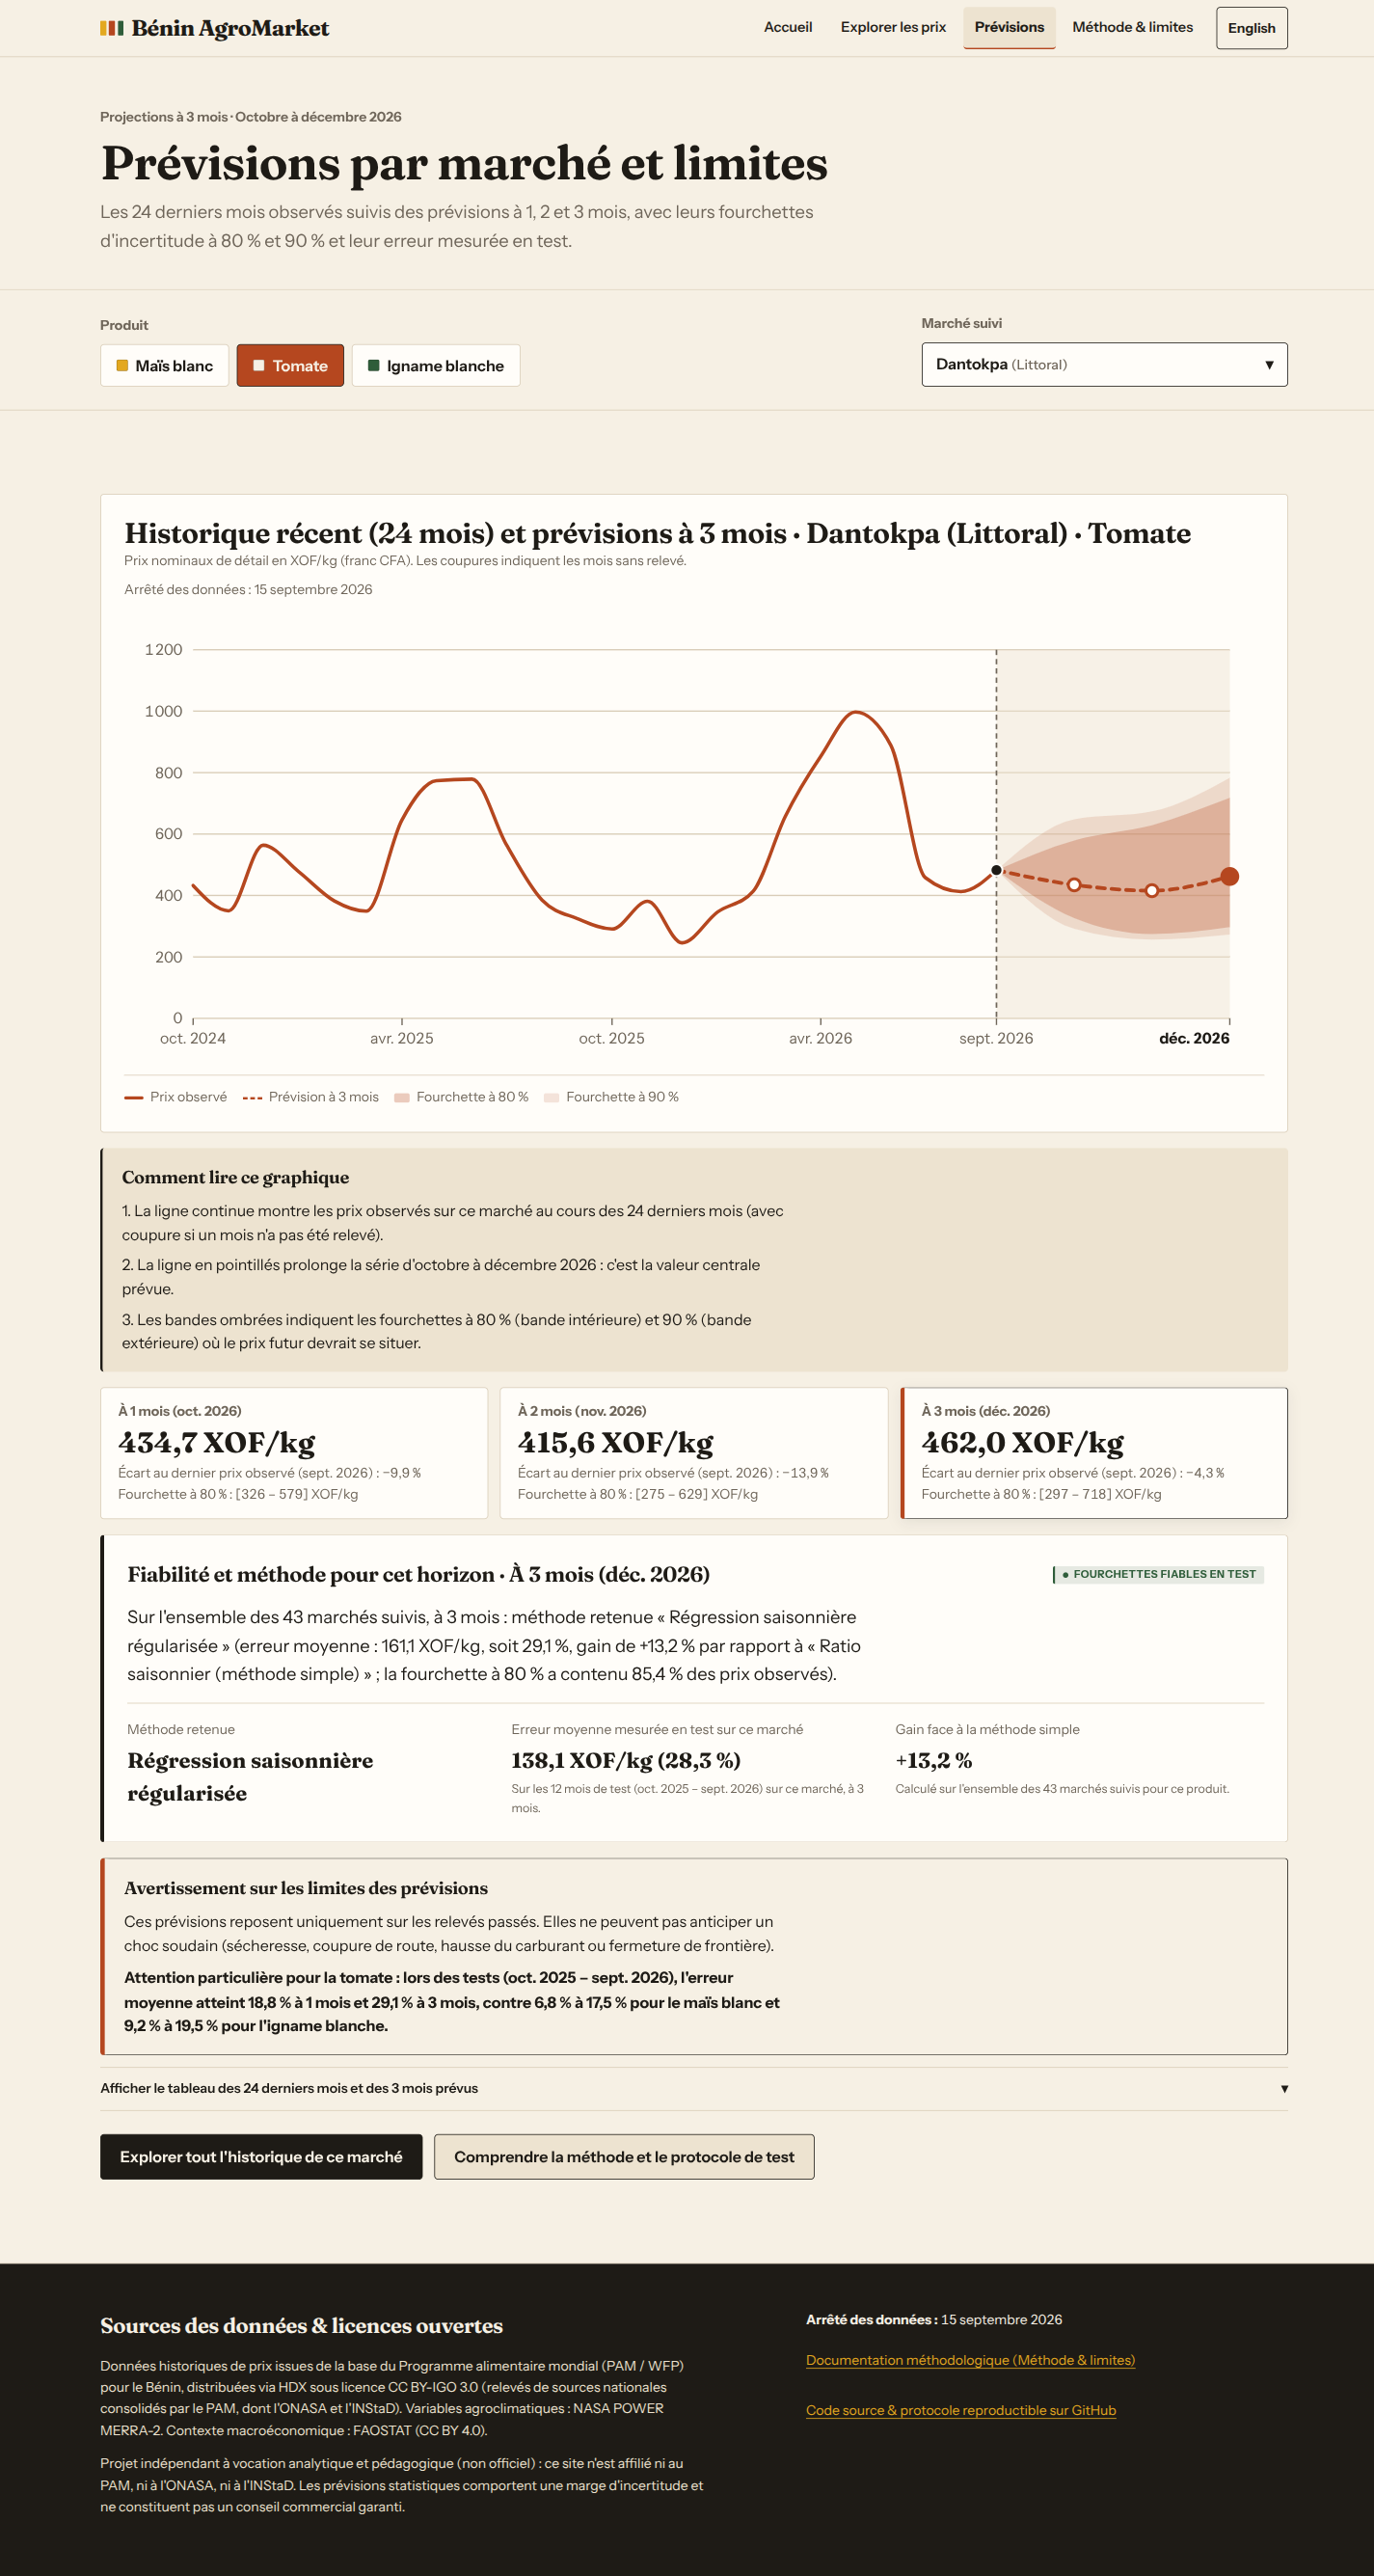 Bénin AgroMarket
Accueil
Explorer les prix
Prévisions
Méthode & limites
English
Projections à 3 mois · Octobre à décembre 2026
Prévisions par marché et limites
Les 24 derniers mois observés suivis des prévisions à 1, 2 et 3 mois, avec leurs fourchettes
d'incertitude à 80 % et 90 % et leur erreur mesurée en test.
Produit
Maïs blanc
Tomate
Igname blanche
Marché suivi
Dantokpa (Littoral)
Historique récent (24 mois) et prévisions à 3 mois · Dantokpa (Littoral) · Tomate
Prix nominaux de détail en XOF/kg (franc CFA). Les coupures indiquent les mois sans relevé.
Arrêté des données : 15 septembre 2026
1 200
1 000
800
600
400
200
0
oct. 2024
avr. 2025
oct. 2025
avr. 2026
sept. 2026
déc. 2026
Prix observé
Prévision à 3 mois
Fourchette à 80 %
Fourchette à 90 %
Comment lire ce graphique
1. La ligne continue montre les prix observés sur ce marché au cours des 24 derniers mois (avec
coupure si un mois n'a pas été relevé).
2. La ligne en pointillés prolonge la série d'octobre à décembre 2026 : c'est la valeur centrale
prévue.
3. Les bandes ombrées indiquent les fourchettes à 80 % (bande intérieure) et 90 % (bande
extérieure) où le prix futur devrait se situer.
À 1 mois (oct. 2026)
434,7 XOF/kg
Écart au dernier prix observé (sept. 2026) : −9,9 %
Fourchette à 80 % : [326 – 579] XOF/kg
À 2 mois (nov. 2026)
415,6 XOF/kg
Écart au dernier prix observé (sept. 2026) : −13,9 %
Fourchette à 80 % : [275 – 629] XOF/kg
À 3 mois (déc. 2026)
462,0 XOF/kg
Écart au dernier prix observé (sept. 2026) : −4,3 %
Fourchette à 80 % : [297 – 718] XOF/kg
Fiabilité et méthode pour cet horizon · À 3 mois (déc. 2026)
FOURCHETTES FIABLES EN TEST
Sur l'ensemble des 43 marchés suivis, à 3 mois : méthode retenue « Régression saisonnière
régularisée » (erreur moyenne : 161,1 XOF/kg, soit 29,1 %, gain de +13,2 % par rapport à « Ratio
saisonnier (méthode simple) » ; la fourchette à 80 % a contenu 85,4 % des prix observés).
Méthode retenue
Régression saisonnière
régularisée
Erreur moyenne mesurée en test sur ce marché
138,1 XOF/kg (28,3 %)
Sur les 12 mois de test (oct. 2025 – sept. 2026) sur ce marché, à 3
mois.
Gain face à la méthode simple
+13,2 %
Calculé sur l'ensemble des 43 marchés suivis pour ce produit.
Avertissement sur les limites des prévisions
Ces prévisions reposent uniquement sur les relevés passés. Elles ne peuvent pas anticiper un
choc soudain (sécheresse, coupure de route, hausse du carburant ou fermeture de frontière).
Attention particulière pour la tomate : lors des tests (oct. 2025 – sept. 2026), l'erreur
moyenne atteint 18,8 % à 1 mois et 29,1 % à 3 mois, contre 6,8 % à 17,5 % pour le maïs blanc et
9,2 % à 19,5 % pour l'igname blanche.
Afficher le tableau des 24 derniers mois et des 3 mois prévus
Explorer tout l'historique de ce marché
Comprendre la méthode et le protocole de test
Sources des données & licences ouvertes
Données historiques de prix issues de la base du Programme alimentaire mondial (PAM / WFP)
pour le Bénin, distribuées via HDX sous licence CC BY-IGO 3.0 (relevés de sources nationales
consolidés par le PAM, dont l'ONASA et l'INStaD). Variables agroclimatiques : NASA POWER
MERRA-2. Contexte macroéconomique : FAOSTAT (CC BY 4.0).
Projet indépendant à vocation analytique et pédagogique (non officiel) : ce site n'est affilié ni au
PAM, ni à l'ONASA, ni à l'INStaD. Les prévisions statistiques comportent une marge d'incertitude et
ne constituent pas un conseil commercial garanti.
Arrêté des données : 15 septembre 2026
Documentation méthodologique (Méthode & limites)
Code source & protocole reproductible sur GitHub